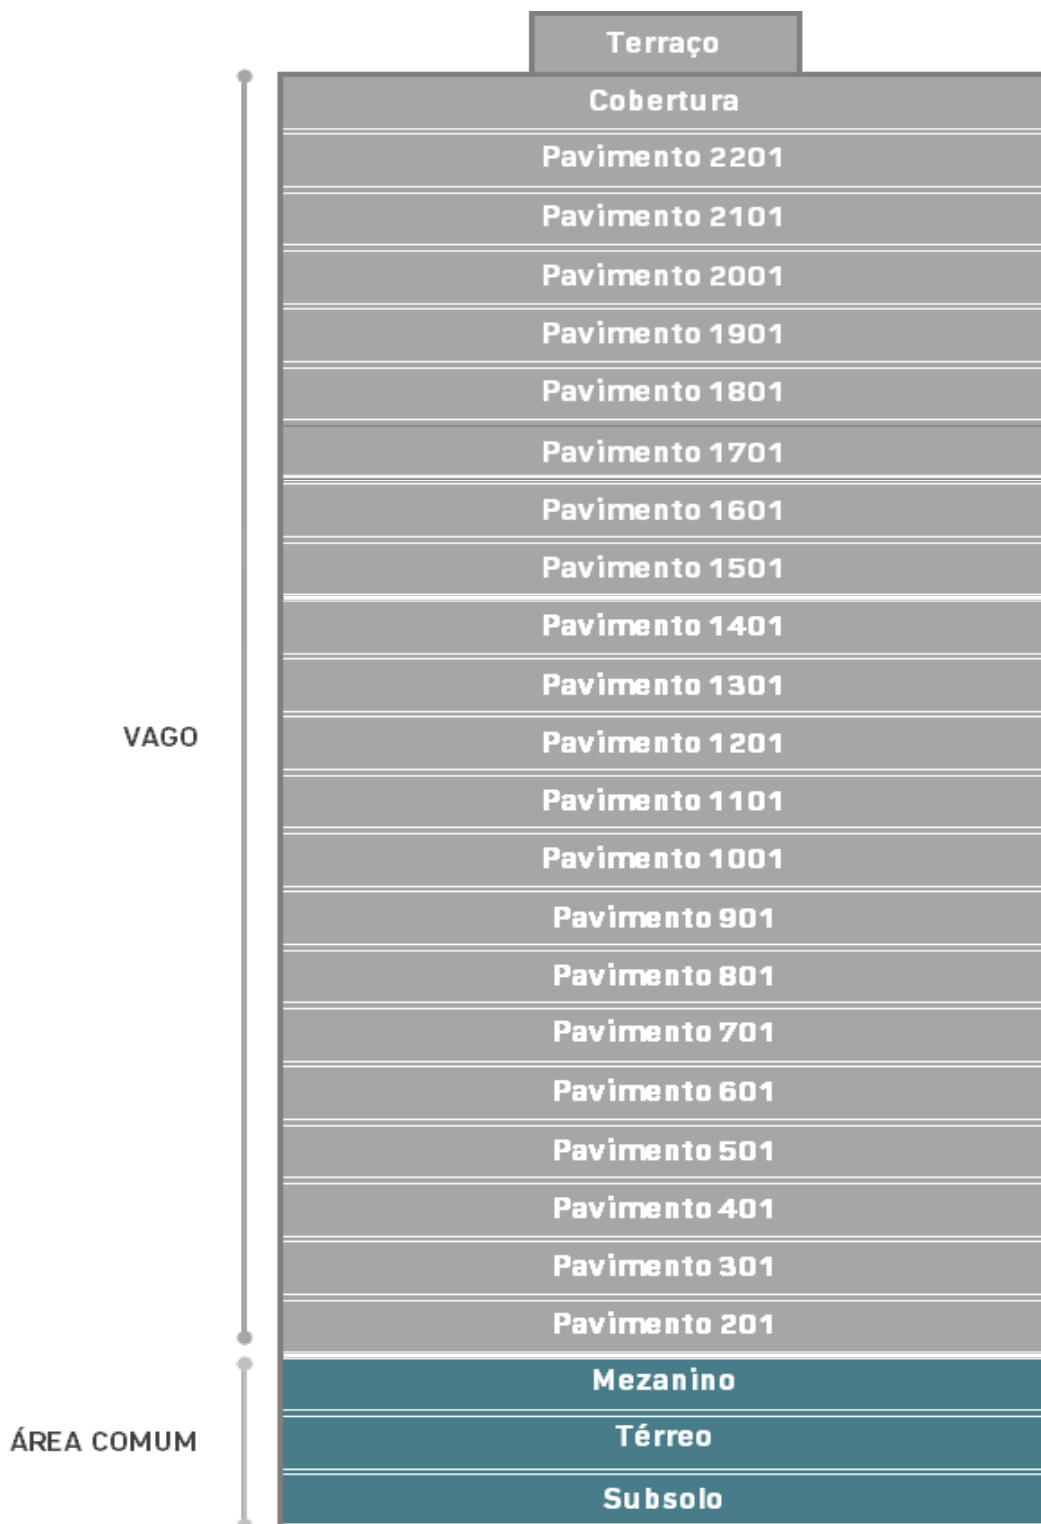 Terraço
Cobertura
Pavimento 2201
Pavimento 2101
Pavimento 2001
Pavimento 1901
Pavimento 1801
Pavimento 1701
Pavimento 1601
Pavimento 1501
Pavimento 1401
Pavimento 1301
VAGO
Pavimento 1201
Pavimento 1101
Pavimento 1001
Pavimento 901
Pavimento 801
Pavimento 701
Pavimento 601
Pavimento 501
Pavimento 401
Pavimento 301
Pavimento 201
Mezanino
ÁREA COMUM
Térreo
Subsolo